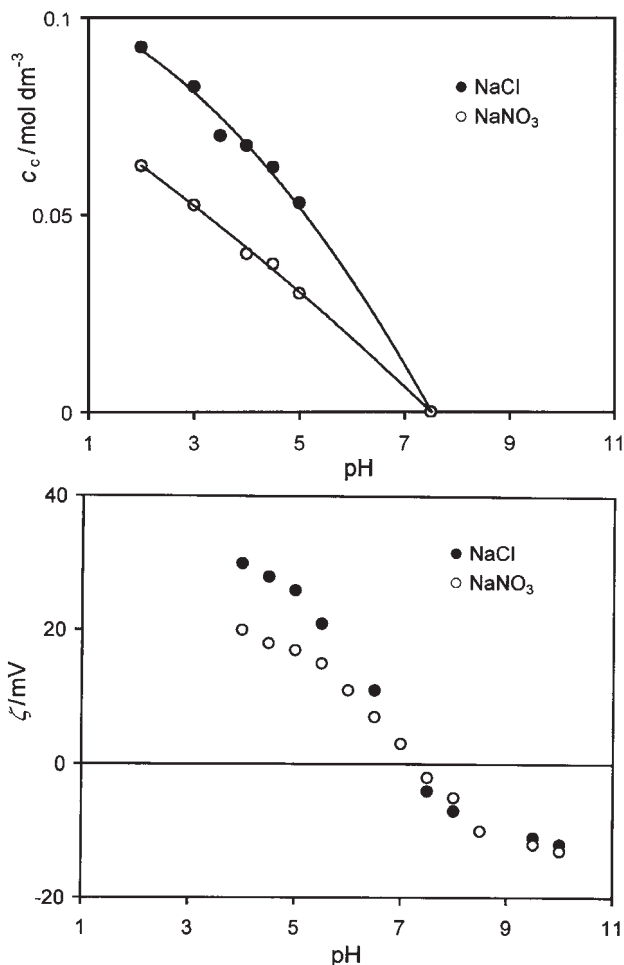 0.1
NaCl
NaNO₃
c꜀/mol dm⁻³
0.05
0
1 3 5 7 9 11
pH
40
NaCl
NaNO₃
20
ζ/mV
0
-20
1 3 5 7 9 11
pH